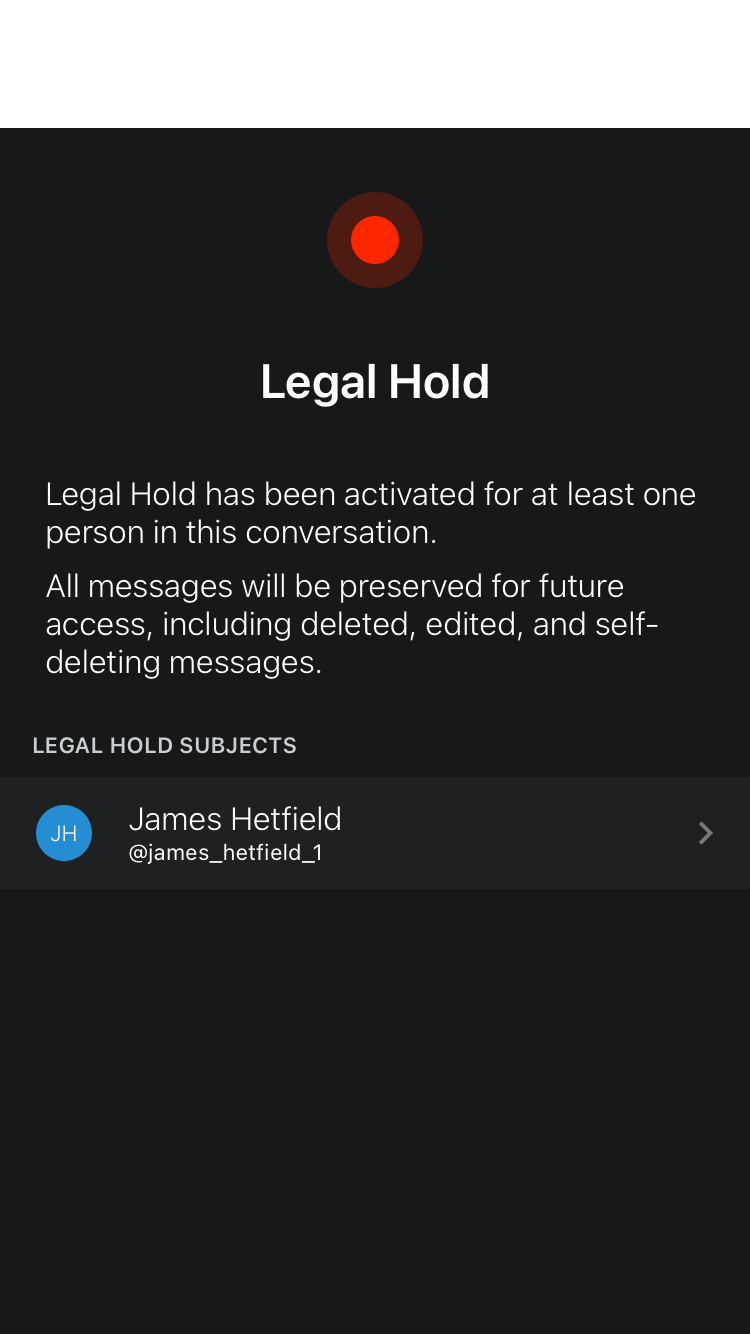 Legal Hold
Legal Hold has been activated for at least one
person in this conversation.
All messages will be preserved for future
access, including deleted, edited, and self-
deleting messages.
LEGAL HOLD SUBJECTS
JH
James Hetfield
@james_hetfield_1